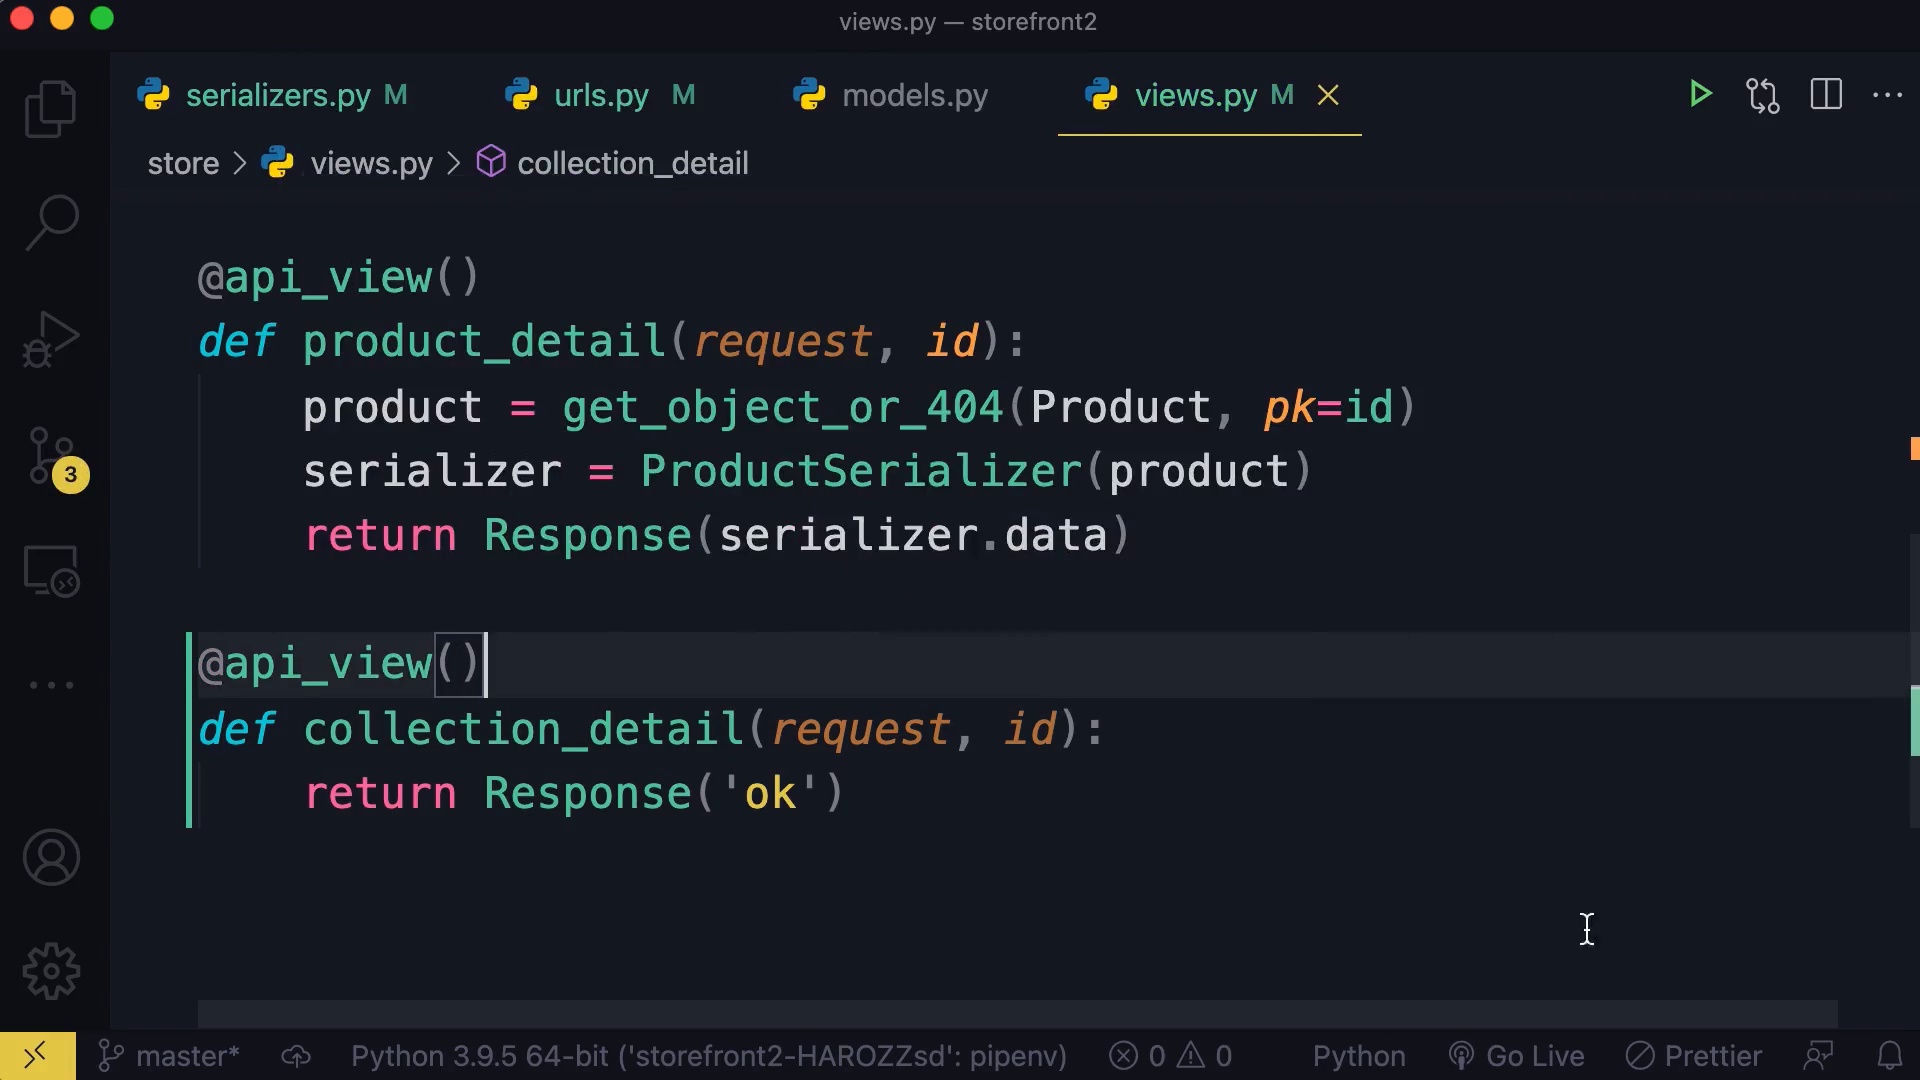 views.py — storefront2
serializers.py M urls.py M models.py views.py M
store > views.py > collection_detail
@api_view()
def product_detail(request, id):
    product = get_object_or_404(Product, pk=id)
    serializer = ProductSerializer(product)
    return Response(serializer.data)
@api_view()
def collection_detail(request, id):
    return Response('ok')
3
master* Python 3.9.5 64-bit ('storefront2-HAROZZsd': pipenv) 0 0 Python Go Live Prettier